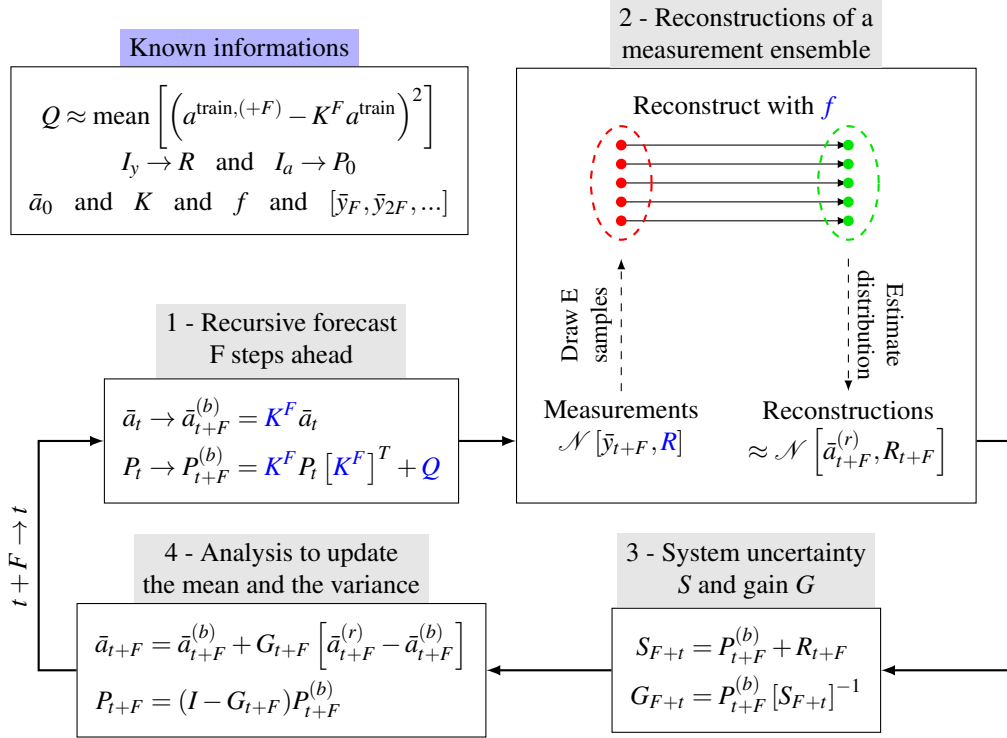 Known informations
Q ≈ mean [(a^{train,(+F)} − K^F a^{train})^2]
I_y → R and I_a → P_0
ā_0 and K and f and [ȳ_F, ȳ_{2F}, ...]
2 - Reconstructions of a
measurement ensemble
Reconstruct with f
Draw E
samples
Estimate
distribution
Measurements
𝒩 [ȳ_{t+F}, R]
Reconstructions
≈ 𝒩 [ā^{(r)}_{t+F}, R_{t+F}]
1 - Recursive forecast
F steps ahead
ā_t → ā^{(b)}_{t+F} = K^F ā_t
P_t → P^{(b)}_{t+F} = K^F P_t [K^F]^T + Q
3 - System uncertainty
S and gain G
S_{F+t} = P^{(b)}_{t+F} + R_{t+F}
G_{F+t} = P^{(b)}_{t+F} [S_{F+t}]^{−1}
4 - Analysis to update
the mean and the variance
ā_{t+F} = ā^{(b)}_{t+F} + G_{t+F} [ā^{(r)}_{t+F} − ā^{(b)}_{t+F}]
P_{t+F} = (I − G_{t+F})P^{(b)}_{t+F}
t + F → t